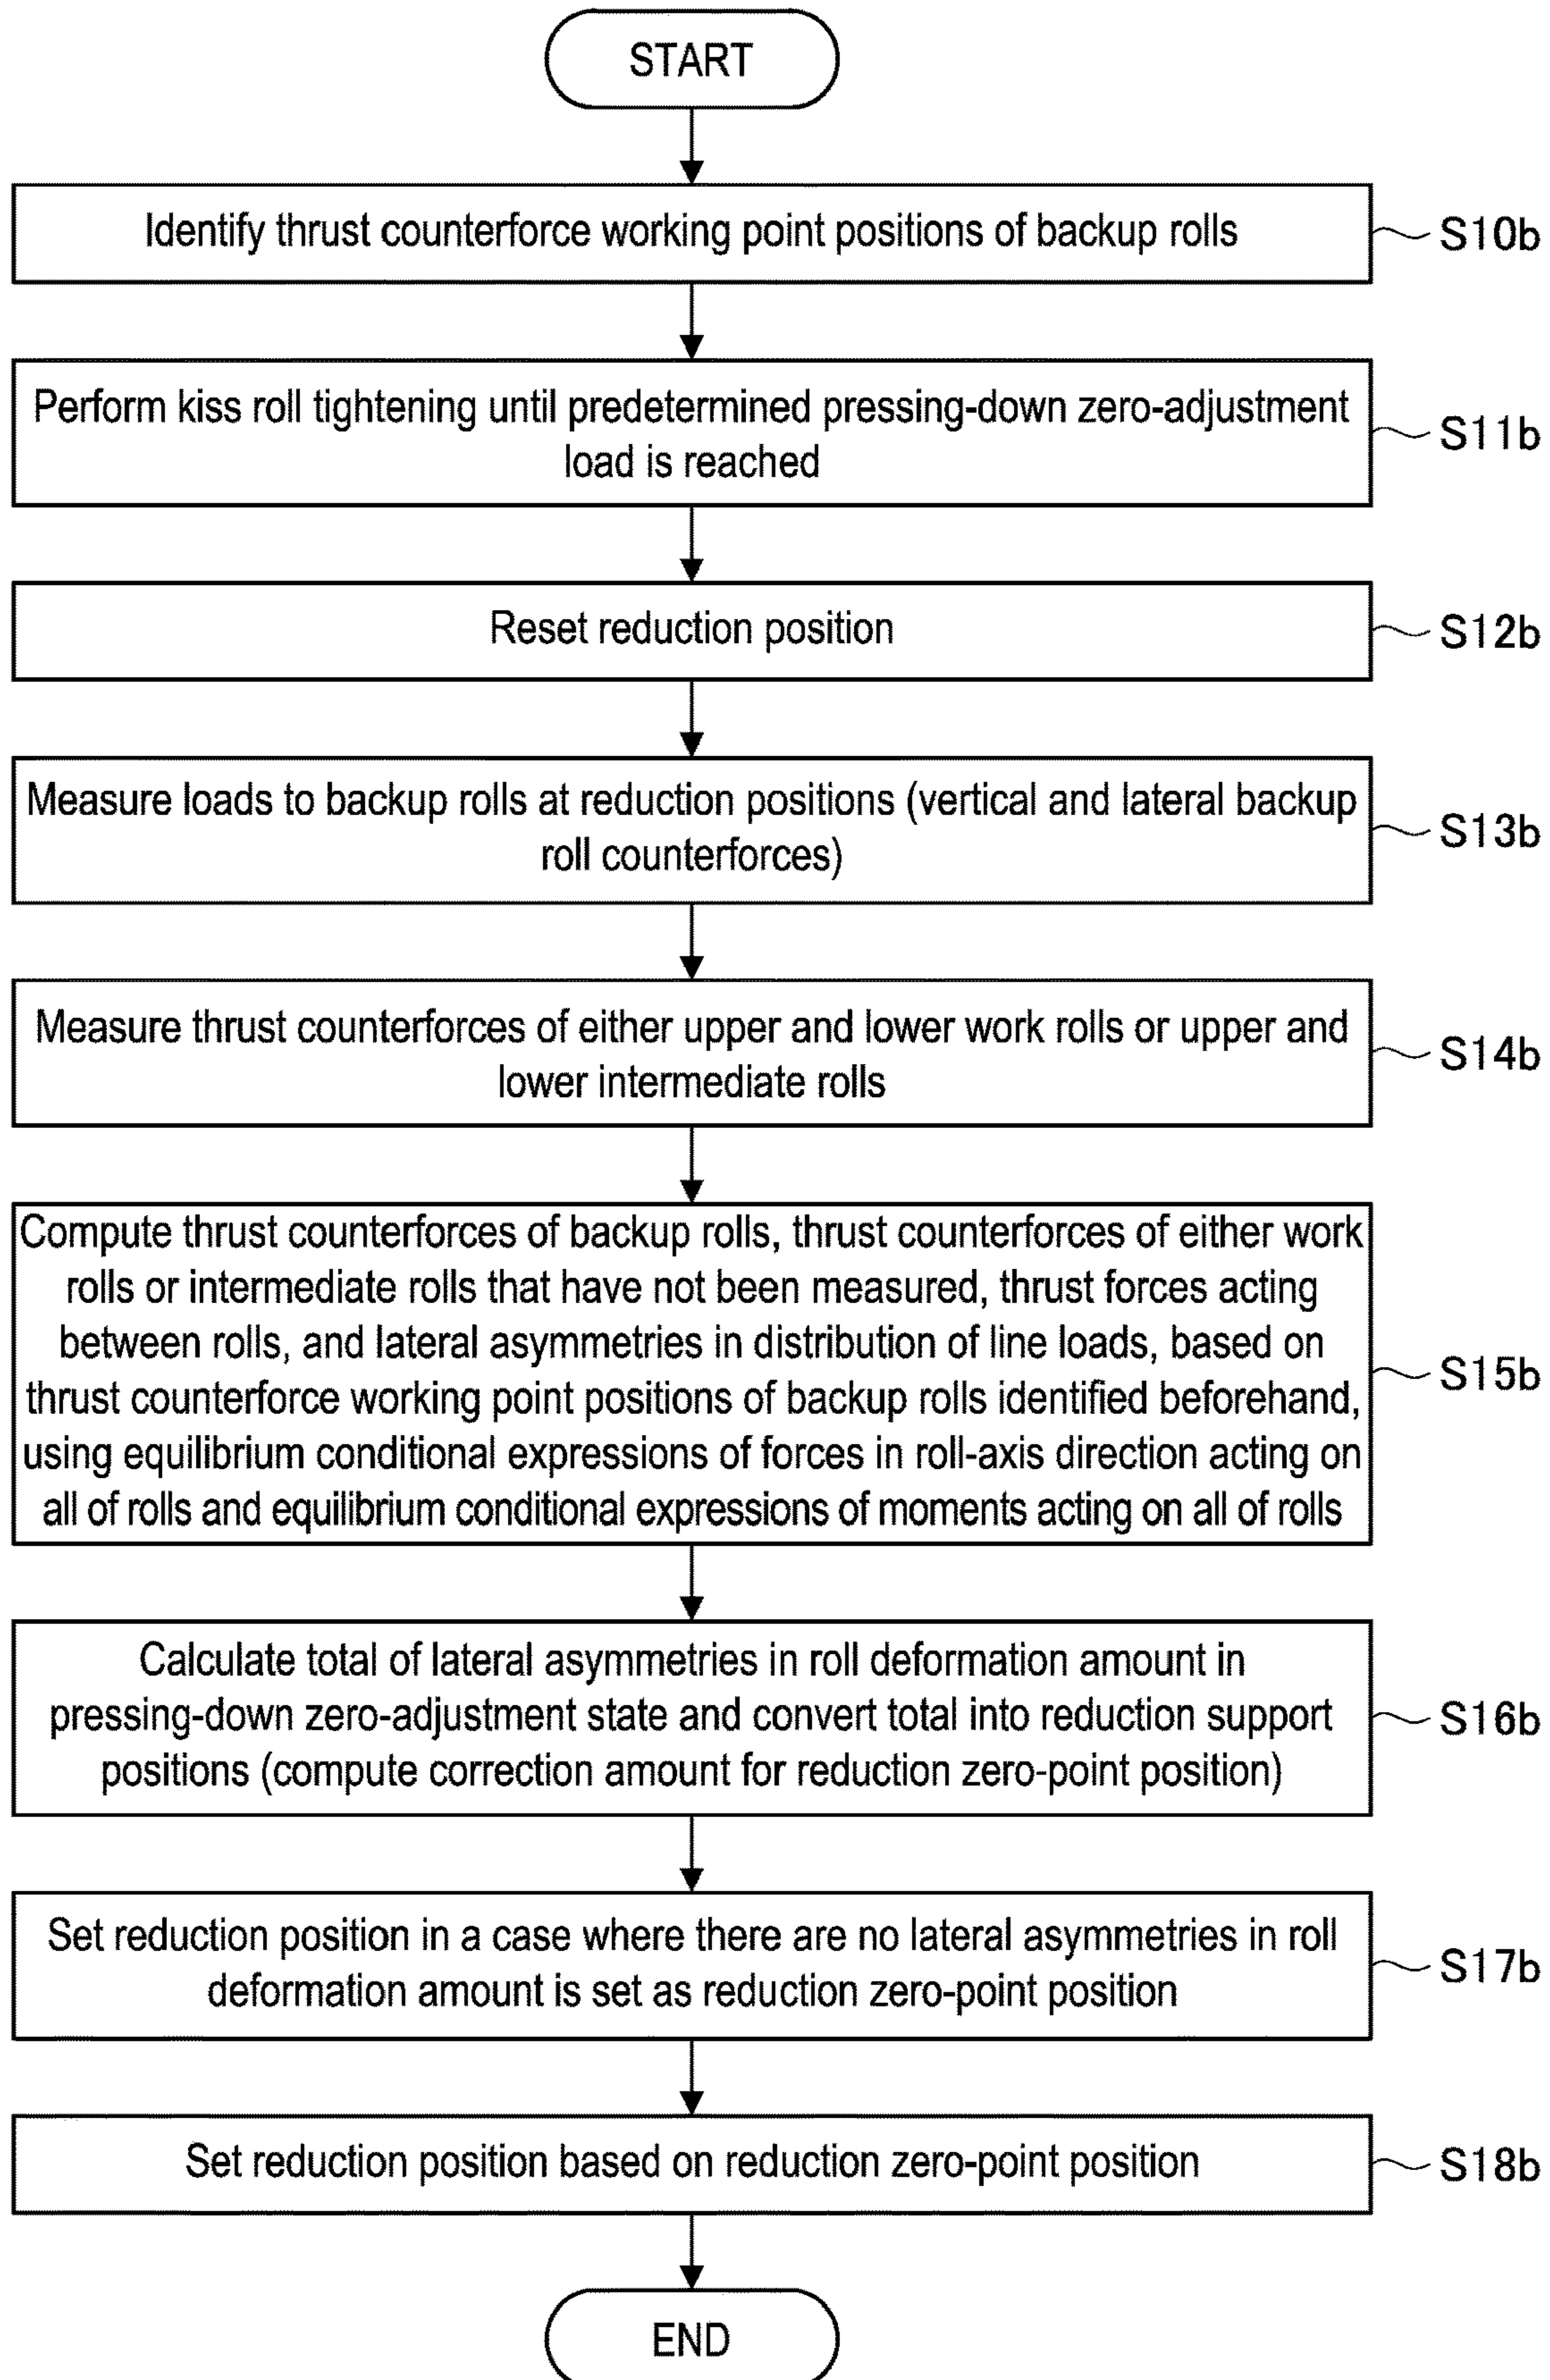 START
Identify thrust counterforce working point positions of backup rolls
S10b
Perform kiss roll tightening until predetermined pressing-down zero-adjustment
load is reached
S11b
Reset reduction position
S12b
Measure loads to backup rolls at reduction positions (vertical and lateral backup
roll counterforces)
S13b
Measure thrust counterforces of either upper and lower work rolls or upper and
lower intermediate rolls
S14b
Compute thrust counterforces of backup rolls, thrust counterforces of either work
rolls or intermediate rolls that have not been measured, thrust forces acting
between rolls, and lateral asymmetries in distribution of line loads, based on
thrust counterforce working point positions of backup rolls identified beforehand,
using equilibrium conditional expressions of forces in roll-axis direction acting on
all of rolls and equilibrium conditional expressions of moments acting on all of rolls
S15b
Calculate total of lateral asymmetries in roll deformation amount in
pressing-down zero-adjustment state and convert total into reduction support
positions (compute correction amount for reduction zero-point position)
S16b
Set reduction position in a case where there are no lateral asymmetries in roll
deformation amount is set as reduction zero-point position
S17b
Set reduction position based on reduction zero-point position
S18b
END